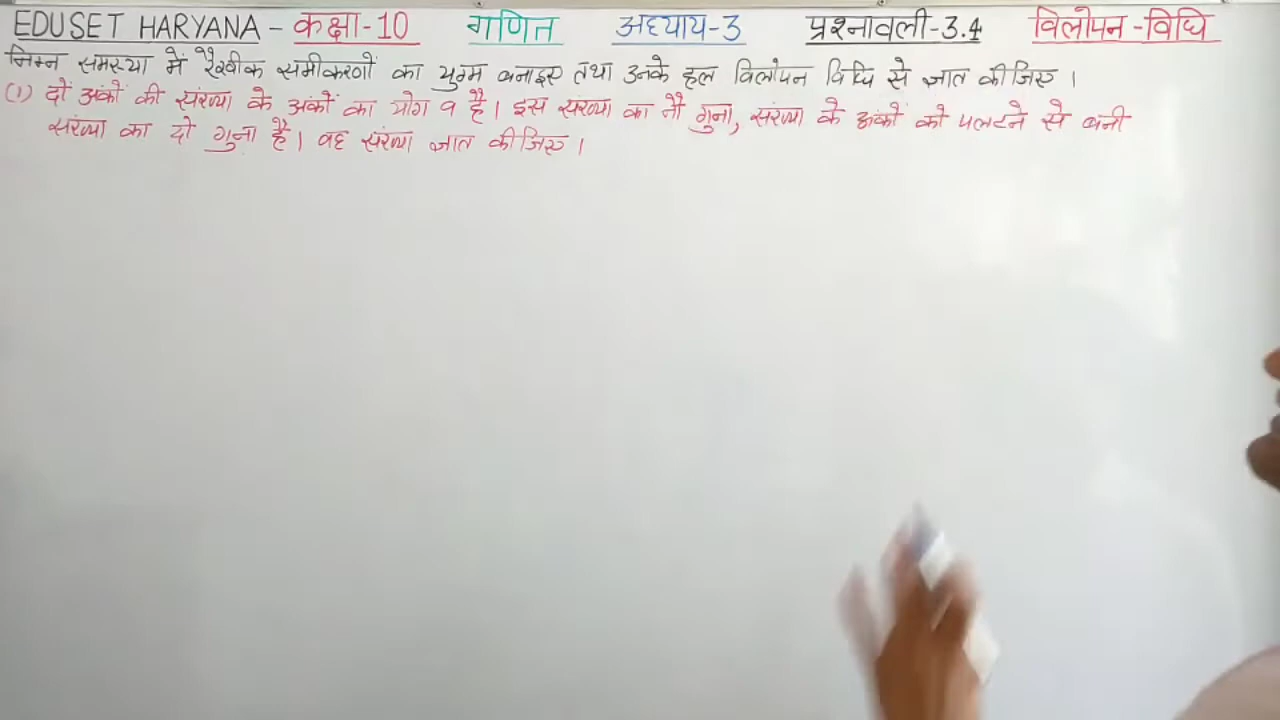 EDUSET HARYANA - कक्षा-10 गणित अध्याय-3 प्रश्नावली-3.4 विलोपन-विधि
निम्न समस्या में रैखीक समीकरणों का युग्म बनाइए तथा उनके हल विलोपन विधि से ज्ञात कीजिए।
(1) दो अंकों की संख्या के अंकों का योग 9 है। इस संख्या का नौ गुना, संख्या के अंकों को पलटने से बनी
संख्या का दो गुना है। वह संख्या ज्ञात कीजिए।